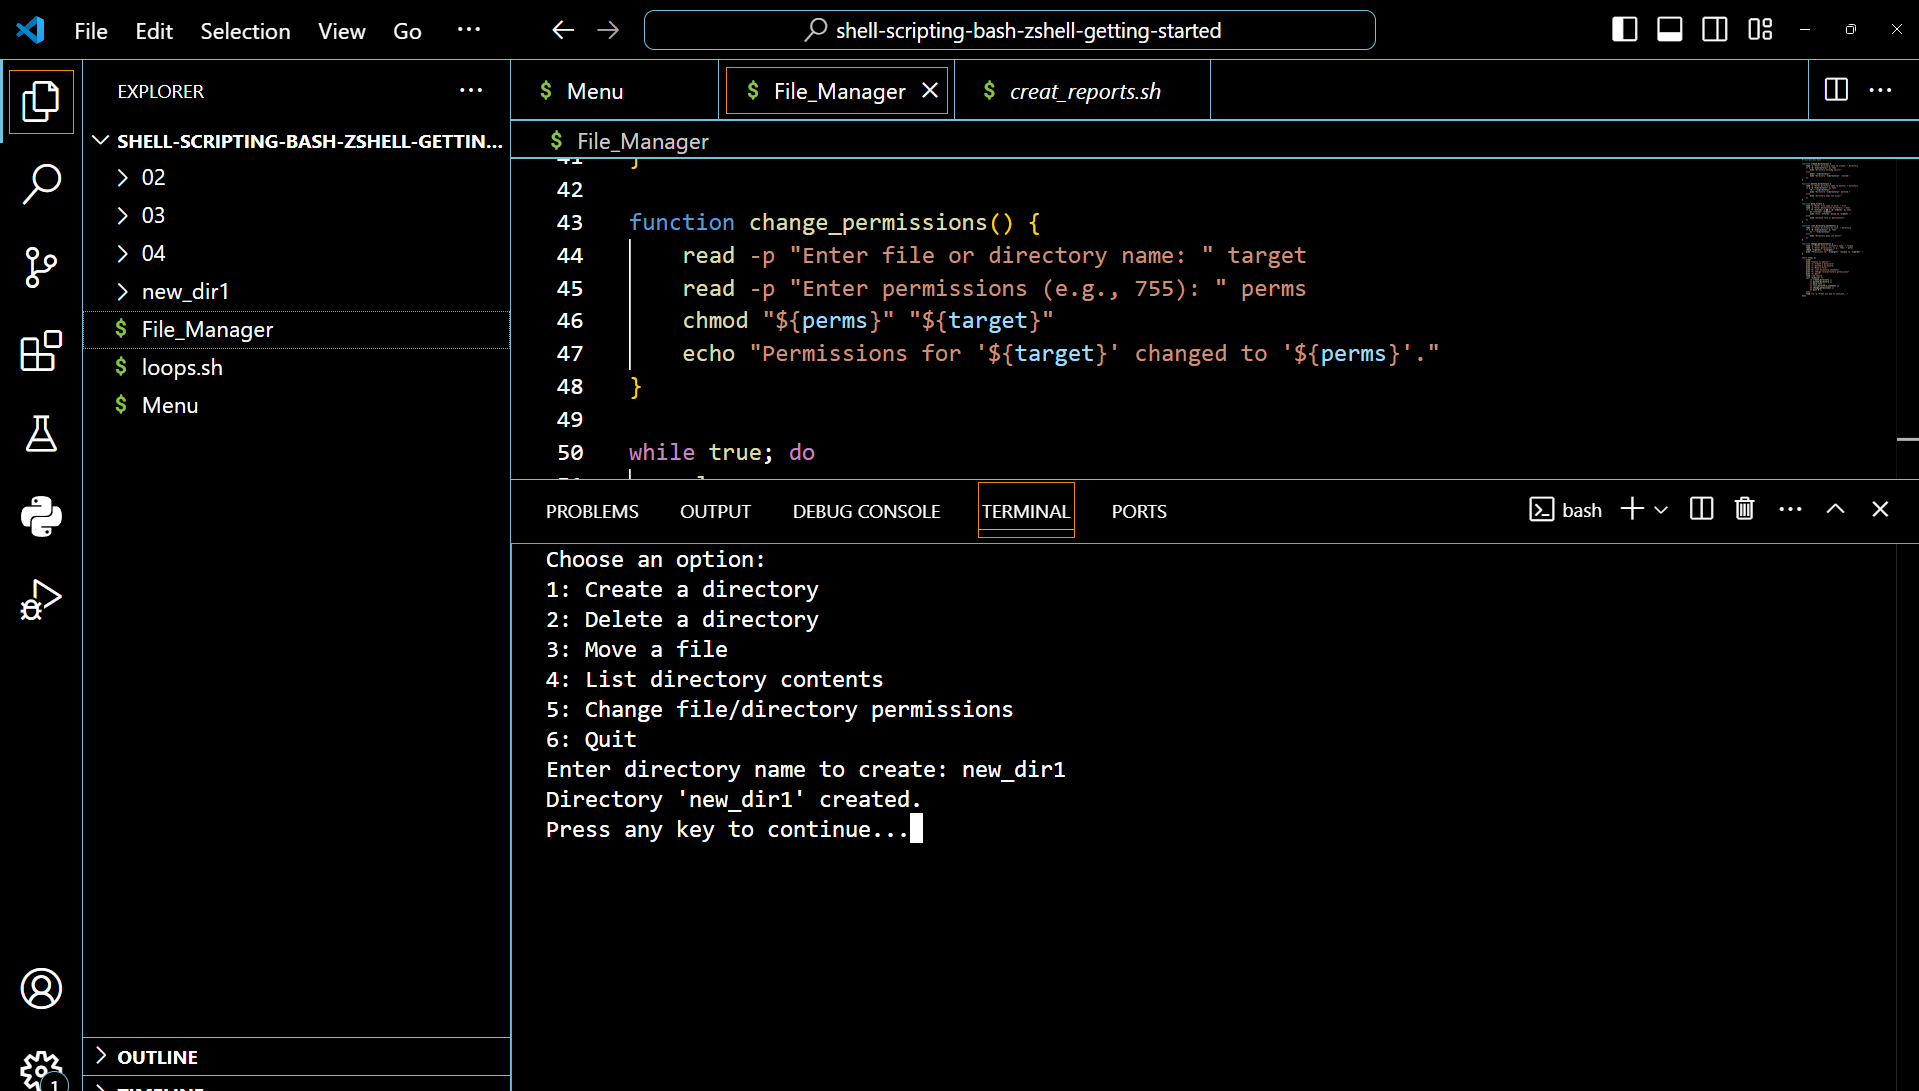 File Edit Selection View Go ···
shell-scripting-bash-zshell-getting-started
EXPLORER
SHELL-SCRIPTING-BASH-ZSHELL-GETTIN...
02
03
04
new_dir1
$ File_Manager
$ loops.sh
$ Menu
OUTLINE
TIMELINE
$ Menu
$ File_Manager
$ creat_reports.sh
$ File_Manager
41 }
42
43 function change_permissions() {
44 read -p "Enter file or directory name: " target
45 read -p "Enter permissions (e.g., 755): " perms
46 chmod "${perms}" "${target}"
47 echo "Permissions for '${target}' changed to '${perms}'."
48 }
49
50 while true; do
PROBLEMS OUTPUT DEBUG CONSOLE TERMINAL PORTS
bash
Choose an option:
1: Create a directory
2: Delete a directory
3: Move a file
4: List directory contents
5: Change file/directory permissions
6: Quit
Enter directory name to create: new_dir1
Directory 'new_dir1' created.
Press any key to continue...
1